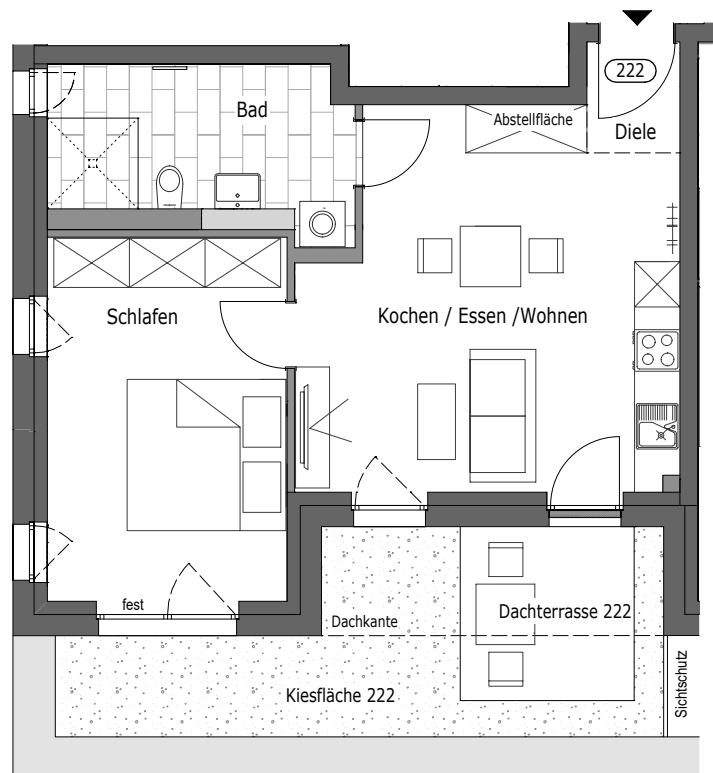 222
Bad
Abstellfläche
Diele
Schlafen
Kochen / Essen /Wohnen
fest
Dachkante
Dachterrasse 222
Kiesfläche 222
Sichtschutz